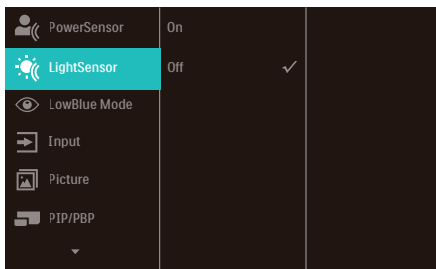 PowerSensor
On
LightSensor
Off
LowBlue Mode
Input
Picture
PIP/PBP